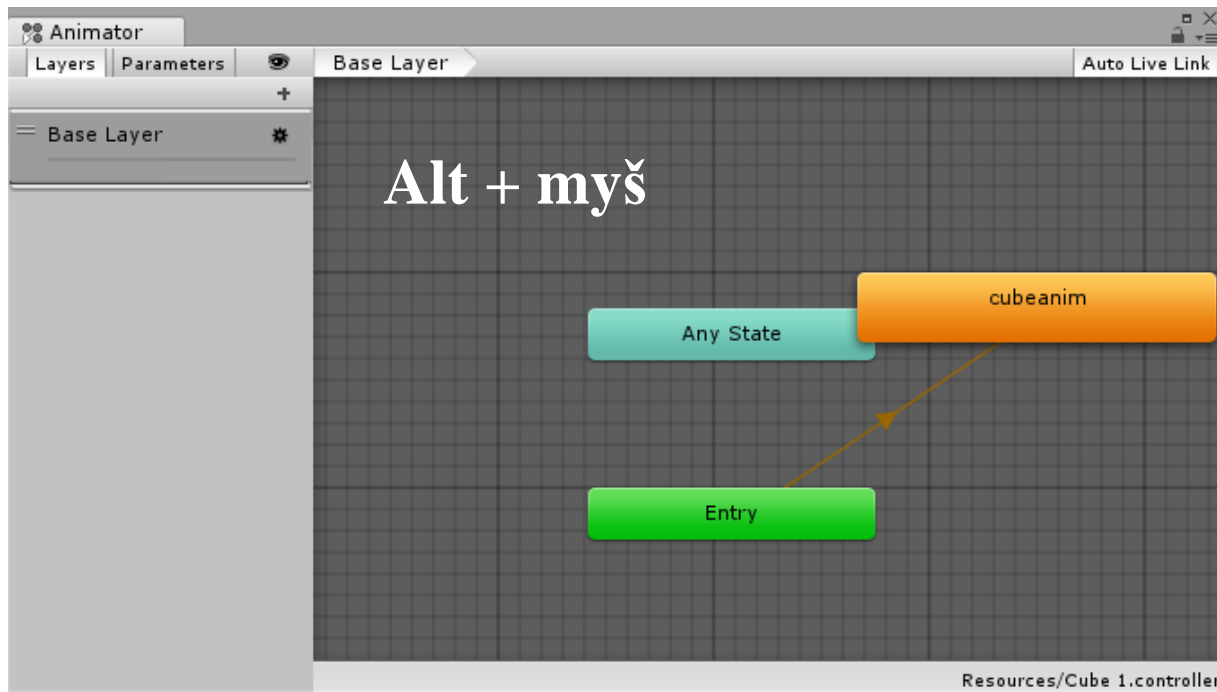 Animator
Layers Parameters
Base Layer
Auto Live Link
Base Layer
Alt + myš
cubeanim
Any State
Entry
Resources/Cube 1.controller